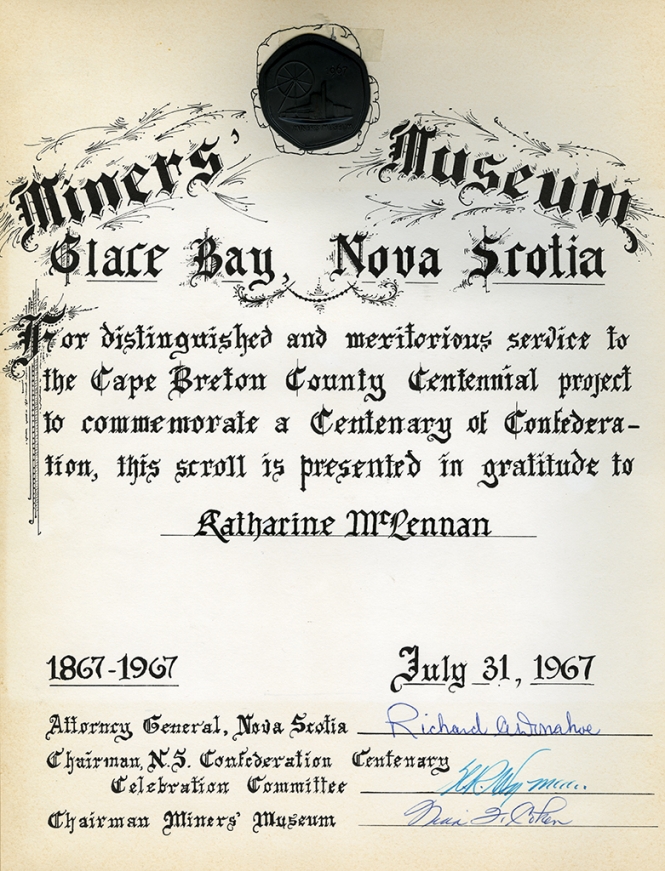 Miners' Museum
Glace Bay, Nova Scotia
For distinguished and meritorious service to
the Cape Breton County Centennial project
to commemorate a Centenary of Confedera-
tion, this scroll is presented in gratitude to
Katharine McLennan
1867-1967 July 31, 1967
Attorney General, Nova Scotia Richard A Donahoe
Chairman, N.S. Confederation Centenary
Celebration Committee
Chairman Miners' Museum Nina F. Cohen